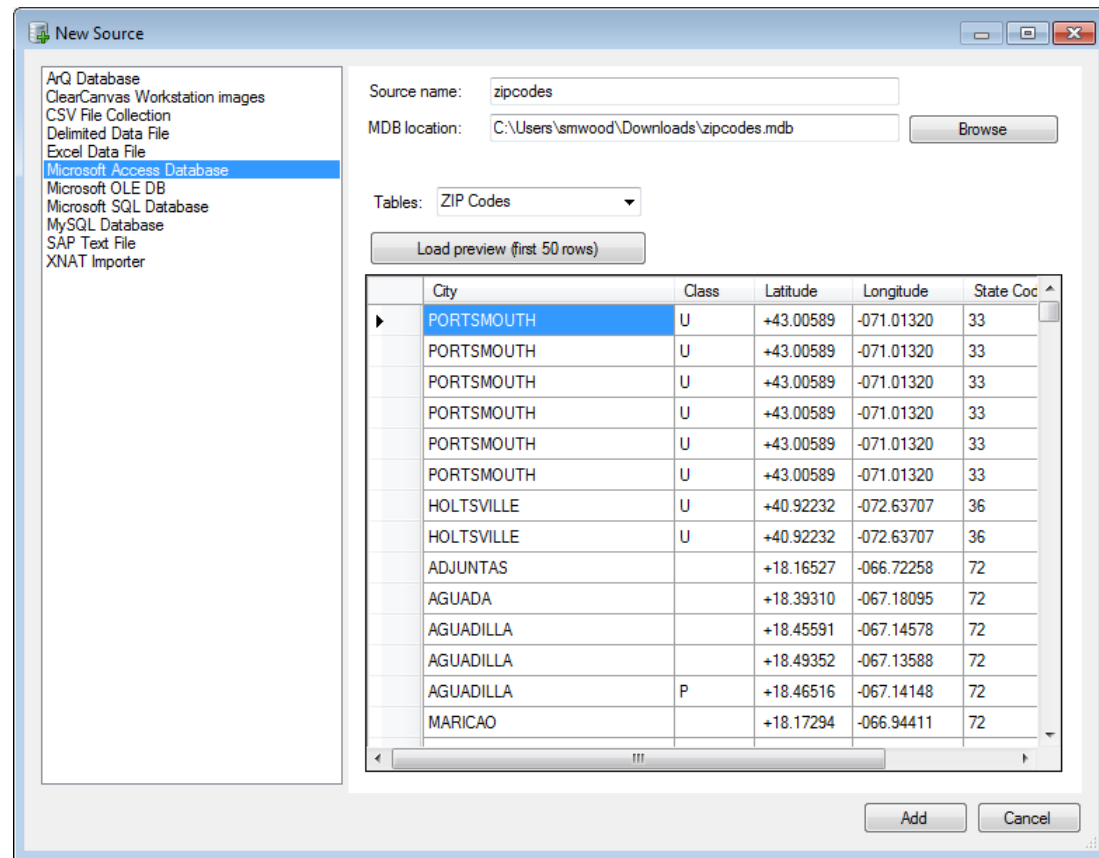 New Source
ArQ Database
ClearCanvas Workstation images
CSV File Collection
Delimited Data File
Excel Data File
Microsoft Access Database
Microsoft OLE DB
Microsoft SQL Database
MySQL Database
SAP Text File
XNAT Importer
Source name: zipcodes
MDB location: C:\Users\smwood\Downloads\zipcodes.mdb Browse
Tables: ZIP Codes
Load preview (first 50 rows)
City Class Latitude Longitude State Cod
PORTSMOUTH U +43.00589 -071.01320 33
PORTSMOUTH U +43.00589 -071.01320 33
PORTSMOUTH U +43.00589 -071.01320 33
PORTSMOUTH U +43.00589 -071.01320 33
PORTSMOUTH U +43.00589 -071.01320 33
PORTSMOUTH U +43.00589 -071.01320 33
HOLTSVILLE U +40.92232 -072.63707 36
HOLTSVILLE U +40.92232 -072.63707 36
ADJUNTAS +18.16527 -066.72258 72
AGUADA +18.39310 -067.18095 72
AGUADILLA +18.45591 -067.14578 72
AGUADILLA +18.49352 -067.13588 72
AGUADILLA P +18.46516 -067.14148 72
MARICAO +18.17294 -066.94411 72
Add Cancel